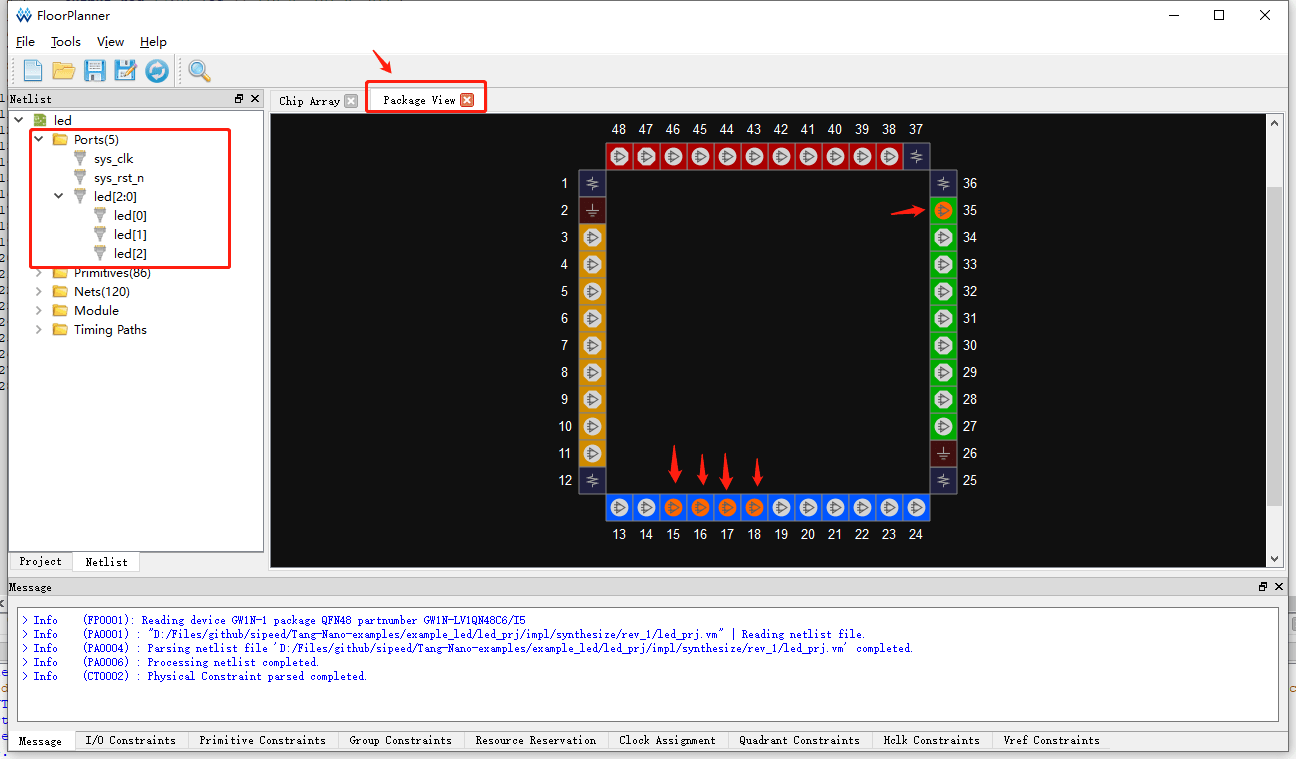 FloorPlanner
File Tools View Help
Netlist
led
Ports(5)
sys_clk
sys_rst_n
led[2:0]
led[0]
led[1]
led[2]
Primitives(86)
Nets(120)
Module
Timing Paths
Project Netlist
Chip Array Package View
48 47 46 45 44 43 42 41 40 39 38 37
1 36
2 35
3 34
4 33
5 32
6 31
7 30
8 29
9 28
10 27
11 26
12 25
13 14 15 16 17 18 19 20 21 22 23 24
Message
> Info (FP0001): Reading device GW1N-1 package QFN48 partnumber GW1N-LV1QN48C6/I5
> Info (PA0001) : "D:/Files/github/sipeed/Tang-Nano-examples/example_led/led_prj/impl/synthesize/rev_1/led_prj.vm" | Reading netlist file.
> Info (PA0004) : Parsing netlist file 'D:/Files/github/sipeed/Tang-Nano-examples/example_led/led_prj/impl/synthesize/rev_1/led_prj.vm' completed.
> Info (PA0006) : Processing netlist completed.
> Info (CT0002) : Physical Constraint parsed completed.
Message I/O Constraints Primitive Constraints Group Constraints Resource Reservation Clock Assignment Quadrant Constraints Hclk Constraints Vref Constraints